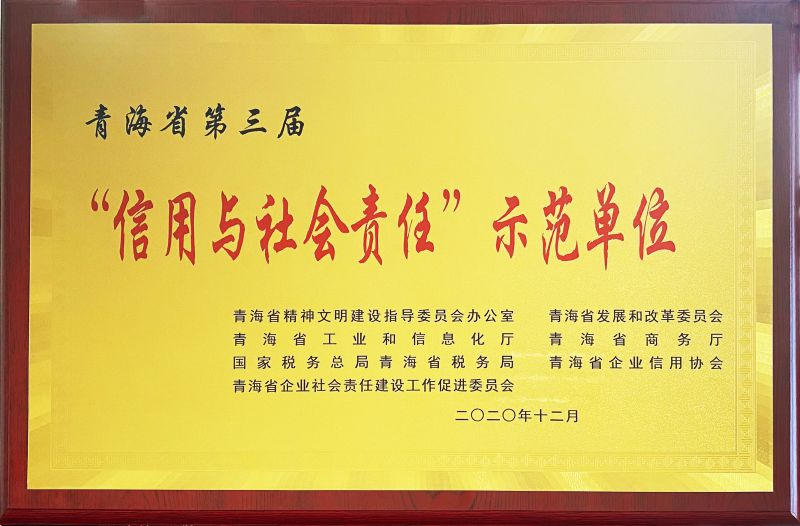 青海省第三届
“信用与社会责任”示范单位
青海省精神文明建设指导委员会办公室 青海省发展和改革委员会
青海省工业和信息化厅 青海省商务厅
国家税务总局青海省税务局 青海省企业信用协会
青海省企业社会责任建设工作促进委员会
二〇二〇年十二月